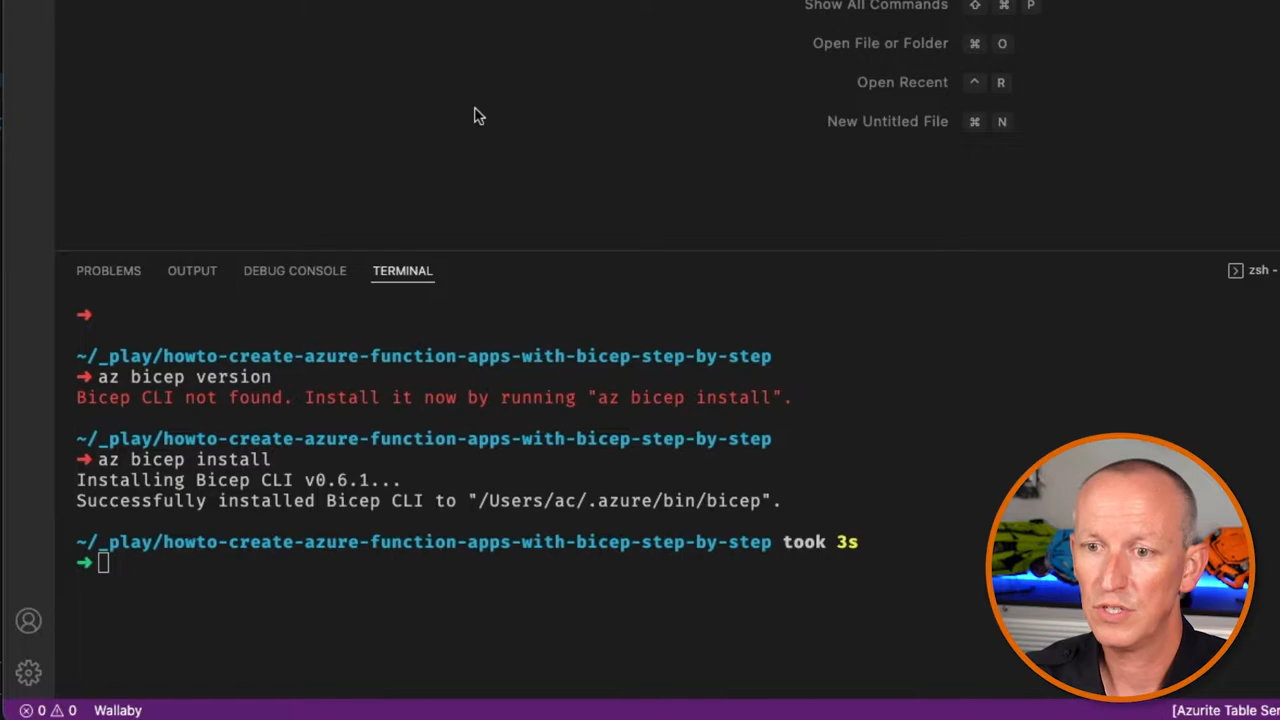 Show All Commands ⇧ ⌘ P
Open File or Folder ⌘ O
Open Recent ^ R
New Untitled File ⌘ N
PROBLEMS OUTPUT DEBUG CONSOLE TERMINAL
zsh -
➜
~/_play/howto-create-azure-function-apps-with-bicep-step-by-step
➜ az bicep version
Bicep CLI not found. Install it now by running "az bicep install".
~/_play/howto-create-azure-function-apps-with-bicep-step-by-step
➜ az bicep install
Installing Bicep CLI v0.6.1...
Successfully installed Bicep CLI to "/Users/ac/.azure/bin/bicep".
~/_play/howto-create-azure-function-apps-with-bicep-step-by-step took 3s
➜
0 0 Wallaby
[Azurite Table Ser